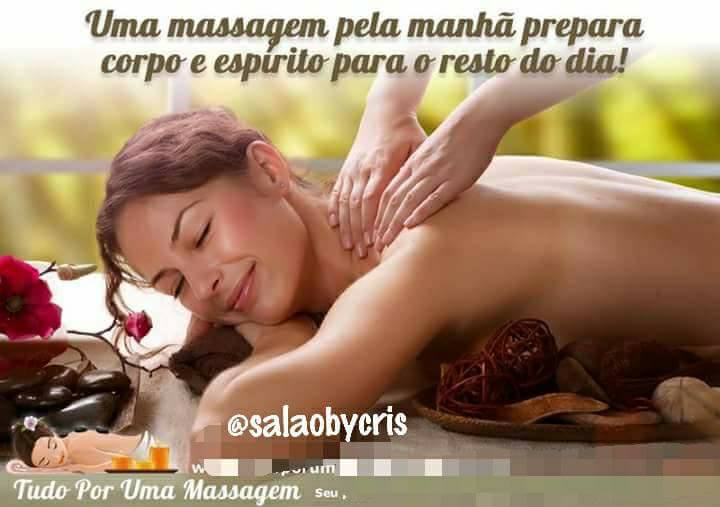 Uma massagem pela manhã prepara
corpo e espírito para o resto do dia!
@salaobycris
Tudo Por Uma Massagem
Seu ,